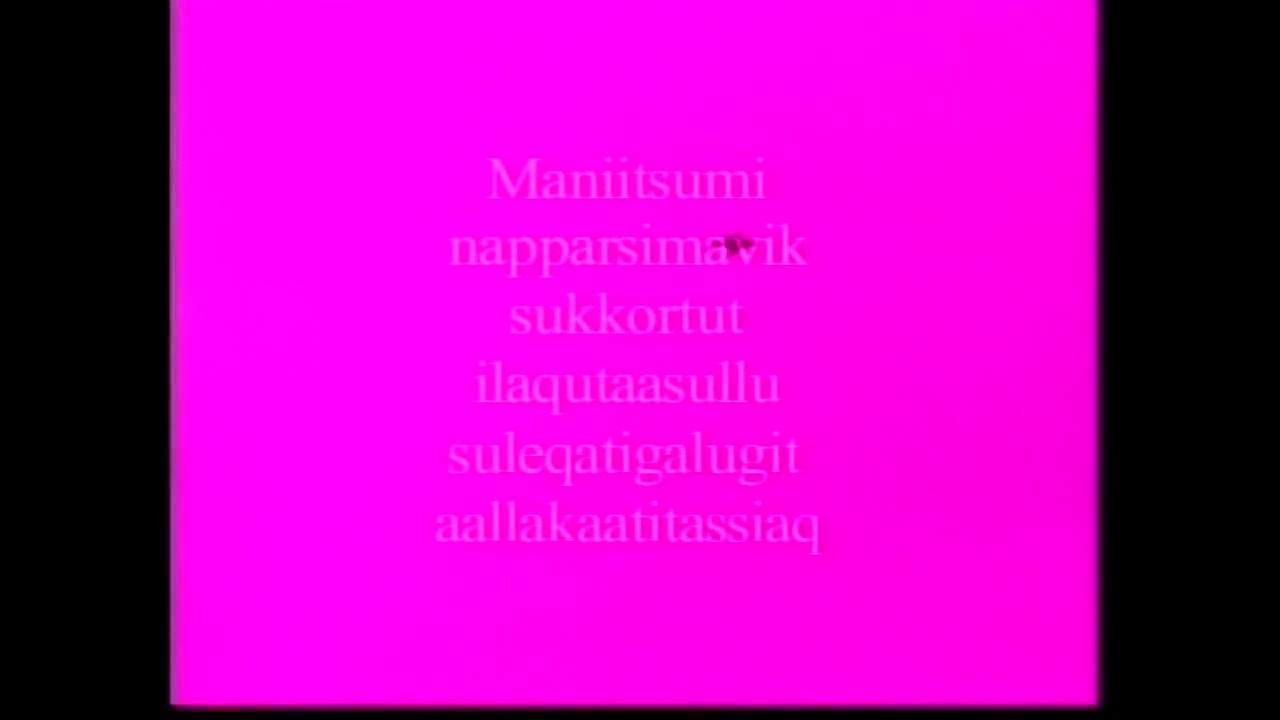 Maniitsumi
napparsimavik
sukkortut
ilaqutaasullu
suleqatigalugit
aallakaatitassiaq